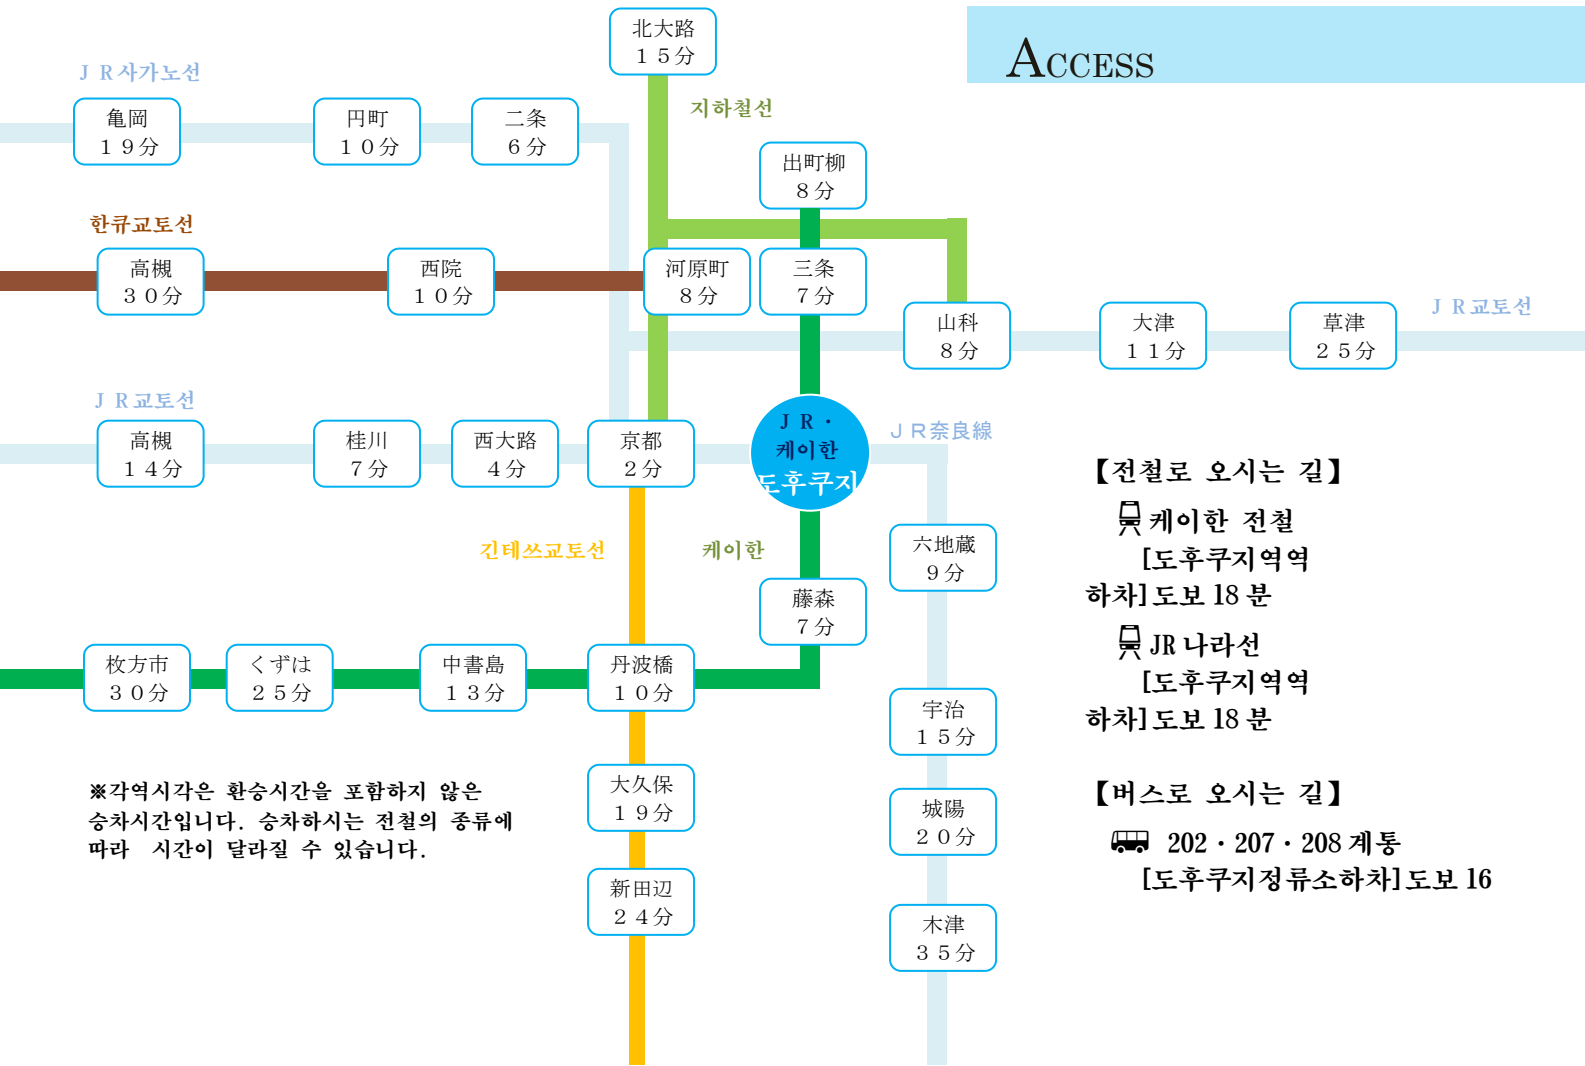 ACCESS
北大路
１５分
ＪＲ사가노선
지하철선
亀岡
１９分
円町
１０分
二条
６分
出町柳
８分
한큐교토선
高槻
３０分
西院
１０分
河原町
８分
三条
７分
山科
８分
大津
１１分
草津
２５分
ＪＲ교토선
ＪＲ교토선
高槻
１４分
桂川
７分
西大路
４分
京都
２分
ＪＲ・
케이한
도후쿠지
ＪＲ奈良線
긴테쓰교토선
케이한
六地蔵
９分
藤森
７分
枚方市
３０分
くずは
２５分
中書島
１３分
丹波橋
１０分
宇治
１５分
大久保
１９分
城陽
２０分
新田辺
２４分
木津
３５分
※각역시각은 환승시간을 포함하지 않은
승차시간입니다. 승차하시는 전철의 종류에
따라　시간이 달라질 수 있습니다.
【전철로 오시는 길】
케이한 전철
[도후쿠지역역
하차]도보 18 분
JR 나라선
[도후쿠지역역
하차]도보 18 분
【버스로 오시는 길】
202・207・208 계통
[도후쿠지정류소하차]도보 16